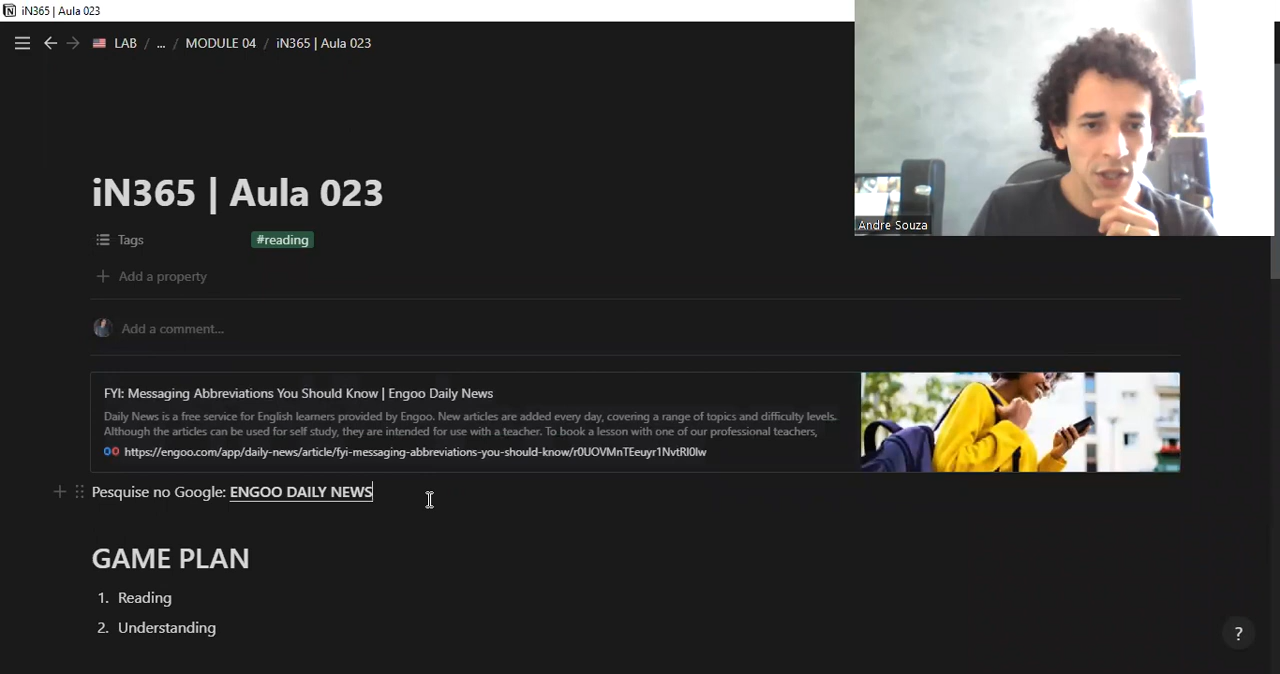 iN365 | Aula 023
LAB / ... / MODULE 04 / iN365 | Aula 023
Andre Souza
iN365 | Aula 023
Tags #reading
Add a property
Add a comment...
FYI: Messaging Abbreviations You Should Know | Engoo Daily News
Daily News is a free service for English learners provided by Engoo. New articles are added every day, covering a range of topics and difficulty levels.
Although the articles can be used for self study, they are intended for use with a teacher. To book a lesson with one of our professional teachers,
https://engoo.com/app/daily-news/article/fyi-messaging-abbreviations-you-should-know/r0UOVMnTEeuyr1NvtRI0lw
Pesquise no Google: ENGOO DAILY NEWS
GAME PLAN
1. Reading
2. Understanding
?